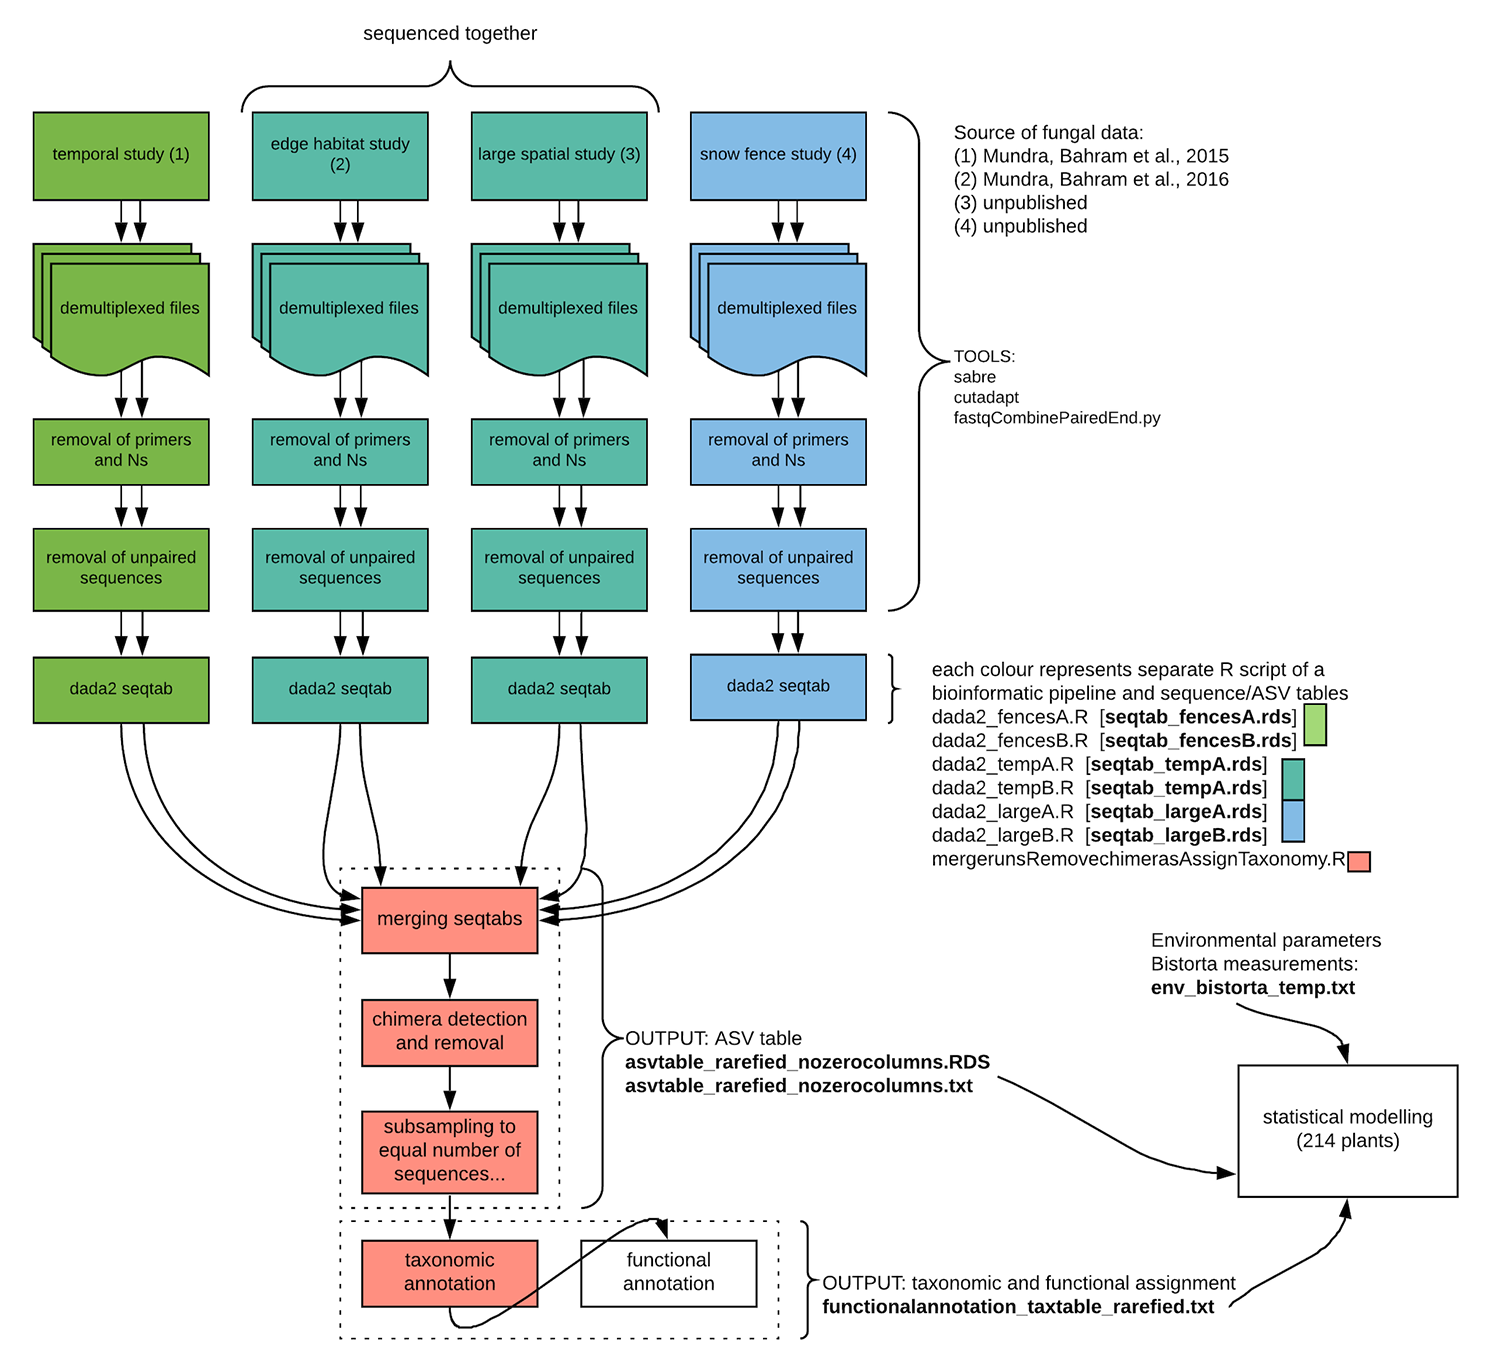 sequenced together
temporal study (1)
edge habitat study
(2)
large spatial study (3)
snow fence study (4)
Source of fungal data:
(1) Mundra, Bahram et al., 2015
(2) Mundra, Bahram et al., 2016
(3) unpublished
(4) unpublished
demultiplexed files
demultiplexed files
demultiplexed files
demultiplexed files
TOOLS:
sabre
cutadapt
fastqCombinePairedEnd.py
removal of primers
and Ns
removal of primers
and Ns
removal of primers
and Ns
removal of primers
and Ns
removal of unpaired
sequences
removal of unpaired
sequences
removal of unpaired
sequences
removal of unpaired
sequences
dada2 seqtab
dada2 seqtab
dada2 seqtab
dada2 seqtab
each colour represents separate R script of a
bioinformatic pipeline and sequence/ASV tables
dada2_fencesA.R [seqtab_fencesA.rds]
dada2_fencesB.R [seqtab_fencesB.rds]
dada2_tempA.R [seqtab_tempA.rds]
dada2_tempB.R [seqtab_tempA.rds]
dada2_largeA.R [seqtab_largeA.rds]
dada2_largeB.R [seqtab_largeB.rds]
mergerunsRemovechimerasAssignTaxonomy.R
merging seqtabs
chimera detection
and removal
subsampling to
equal number of
sequences...
OUTPUT: ASV table
asvtable_rarefied_nozerocolumns.RDS
asvtable_rarefied_nozerocolumns.txt
Environmental parameters
Bistorta measurements:
env_bistorta_temp.txt
statistical modelling
(214 plants)
taxonomic
annotation
functional
annotation
OUTPUT: taxonomic and functional assignment
functionalannotation_taxtable_rarefied.txt